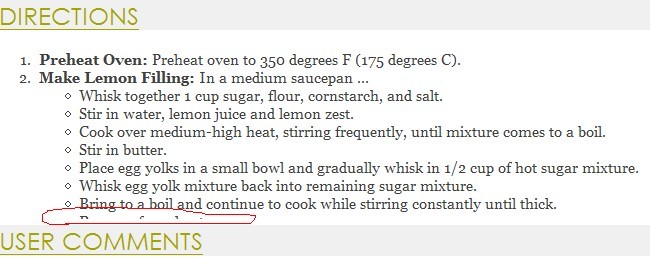 DIRECTIONS
1. Preheat Oven: Preheat oven to 350 degrees F (175 degrees C).
2. Make Lemon Filling: In a medium saucepan ...
Whisk together 1 cup sugar, flour, cornstarch, and salt.
Stir in water, lemon juice and lemon zest.
Cook over medium-high heat, stirring frequently, until mixture comes to a boil.
Stir in butter.
Place egg yolks in a small bowl and gradually whisk in 1/2 cup of hot sugar mixture.
Whisk egg yolk mixture back into remaining sugar mixture.
Bring to a boil and continue to cook while stirring constantly until thick.
USER COMMENTS